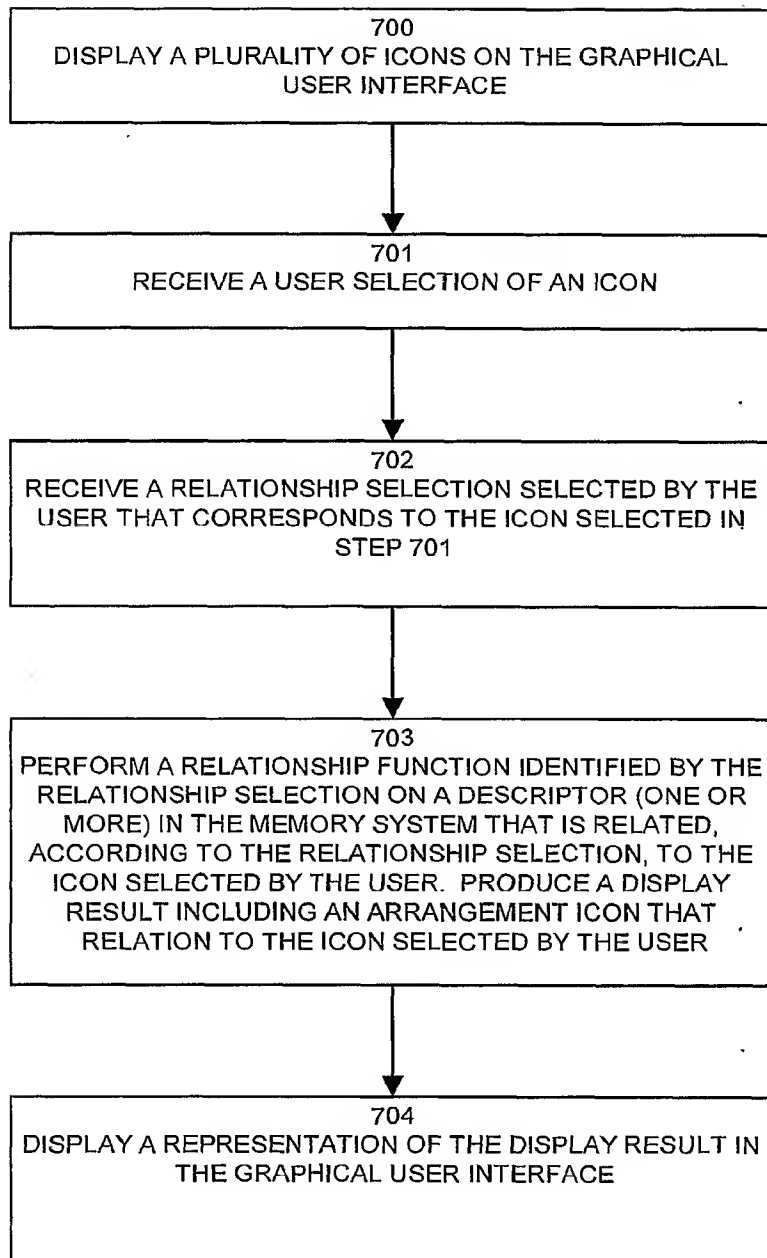 700
DISPLAY A PLURALITY OF ICONS ON THE GRAPHICAL
USER INTERFACE
701
RECEIVE A USER SELECTION OF AN ICON
702
RECEIVE A RELATIONSHIP SELECTION SELECTED BY THE
USER THAT CORRESPONDS TO THE ICON SELECTED IN
STEP 701
703
PERFORM A RELATIONSHIP FUNCTION IDENTIFIED BY THE
RELATIONSHIP SELECTION ON A DESCRIPTOR (ONE OR
MORE) IN THE MEMORY SYSTEM THAT IS RELATED,
ACCORDING TO THE RELATIONSHIP SELECTION, TO THE
ICON SELECTED BY THE USER. PRODUCE A DISPLAY
RESULT INCLUDING AN ARRANGEMENT ICON THAT
RELATION TO THE ICON SELECTED BY THE USER
704
DISPLAY A REPRESENTATION OF THE DISPLAY RESULT IN
THE GRAPHICAL USER INTERFACE